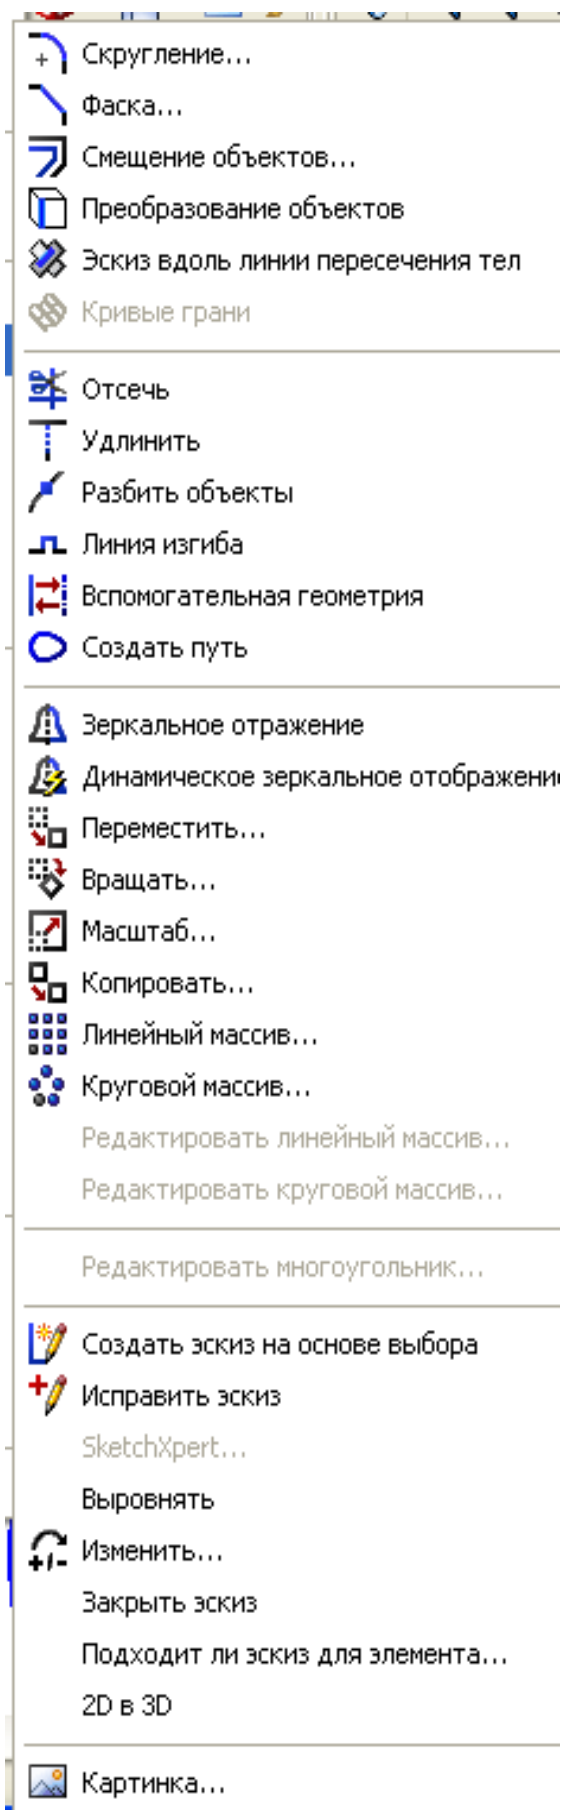 Скругление...
Фаска...
Смещение объектов...
Преобразование объектов
Эскиз вдоль линии пересечения тел
Кривые грани
Отсечь
Удлинить
Разбить объекты
Линия изгиба
Вспомогательная геометрия
Создать путь
Зеркальное отражение
Динамическое зеркальное отображени
Переместить...
Вращать...
Масштаб...
Копировать...
Линейный массив...
Круговой массив...
Редактировать линейный массив...
Редактировать круговой массив...
Редактировать многоугольник...
Создать эскиз на основе выбора
Исправить эскиз
SketchXpert...
Выровнять
Изменить...
Закрыть эскиз
Подходит ли эскиз для элемента...
2D в 3D
Картинка...